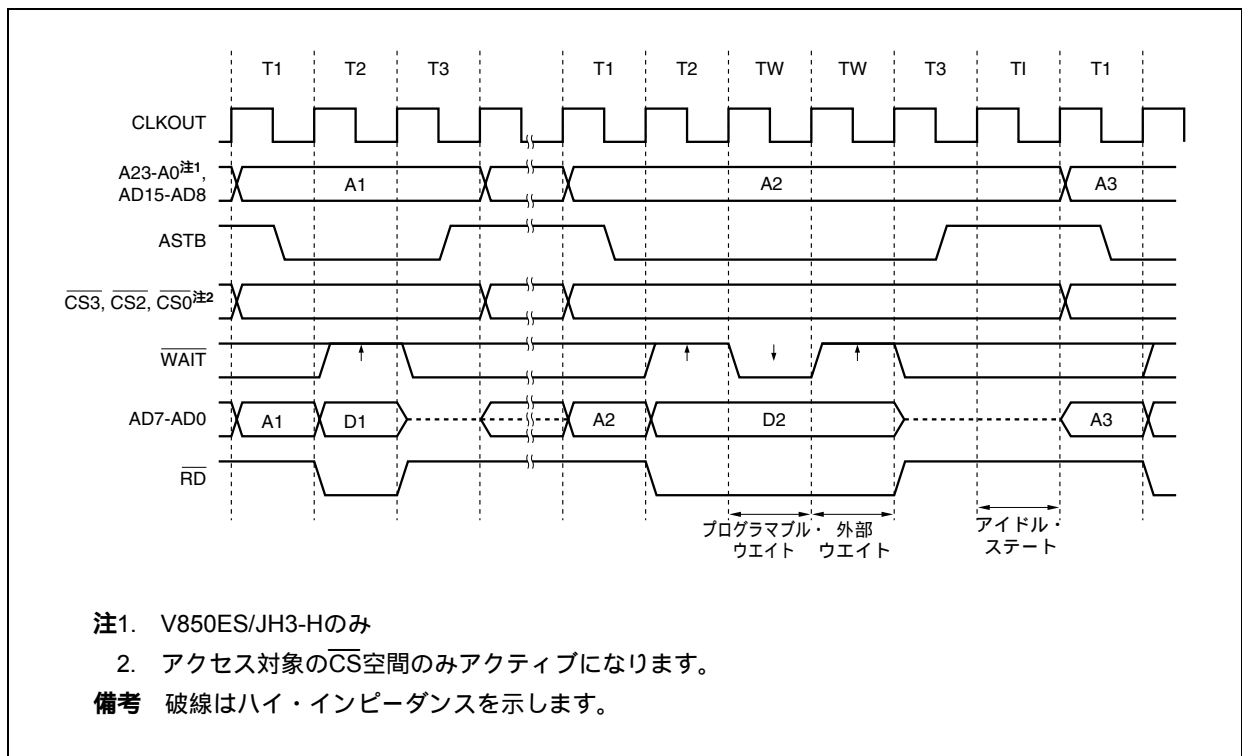 T1 T2 T3 T1 T2 TW TW T3 TI T1
CLKOUT
A23-A0注1,
AD15-AD8
A1 A2 A3
ASTB
CS3, CS2, CS0注2
WAIT
AD7-AD0
A1 D1 A2 D2 A3
RD
プログラマブル・
ウエイト
外部
ウエイト
アイドル・
ステート
注1. V850ES/JH3-Hのみ
2. アクセス対象のCS空間のみアクティブになります。
備考 破線はハイ・インピーダンスを示します。